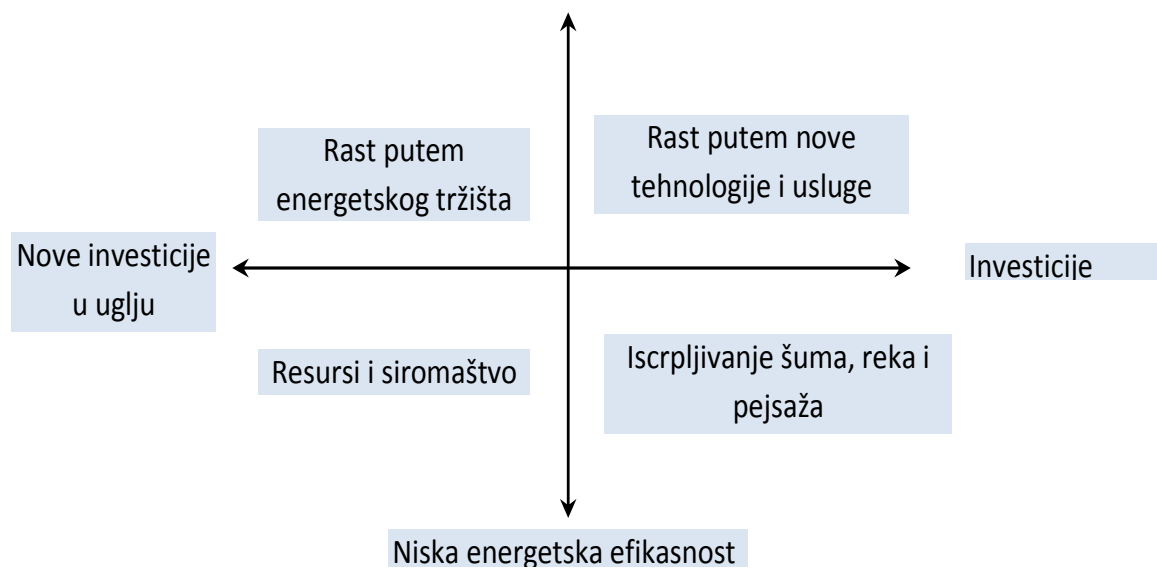 Rast putem
energetskog tržišta
Rast putem nove
tehnologije i usluge
Nove investicije
u uglju
Investicije
Resursi i siromaštvo
Iscrpljivanje šuma, reka i
pejsaža
Niska energetska efikasnost